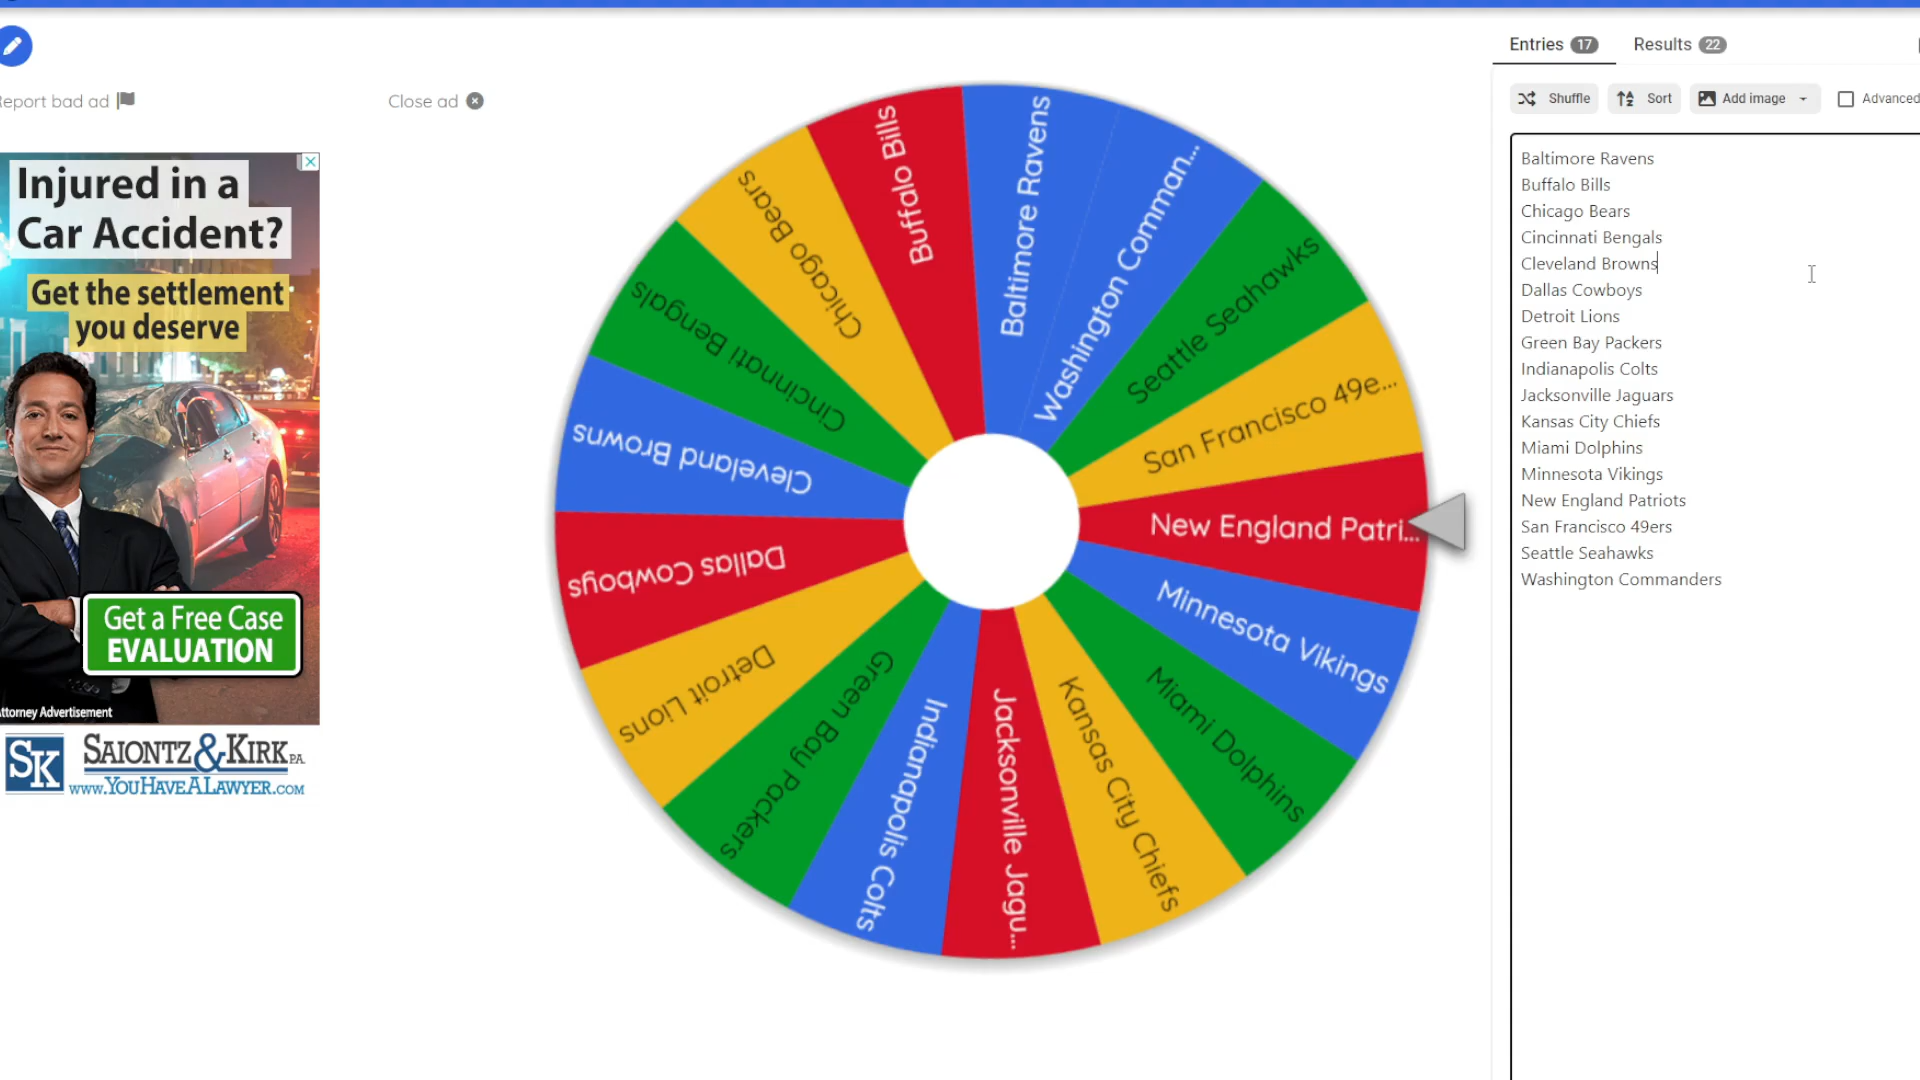 Entries 17
Results 22
Report bad ad
Close ad
Shuffle
Sort
Add image
Advanced
Injured in a
Car Accident?
Get the settlement
you deserve
Get a Free Case
EVALUATION
Attorney Advertisement
SK
SAIONTZ&KIRK P.A.
WWW.YOUHAVEALAWYER.COM
Baltimore Ravens
Washington Comman...
Seattle Seahawks
San Francisco 49e...
New England Patri...
Minnesota Vikings
Miami Dolphins
Kansas City Chiefs
Jacksonville Jagu...
Indianapolis Colts
Green Bay Packers
Detroit Lions
Dallas Cowboys
Cleveland Browns
Cincinnati Bengals
Chicago Bears
Buffalo Bills
Baltimore Ravens
Buffalo Bills
Chicago Bears
Cincinnati Bengals
Cleveland Browns
Dallas Cowboys
Detroit Lions
Green Bay Packers
Indianapolis Colts
Jacksonville Jaguars
Kansas City Chiefs
Miami Dolphins
Minnesota Vikings
New England Patriots
San Francisco 49ers
Seattle Seahawks
Washington Commanders